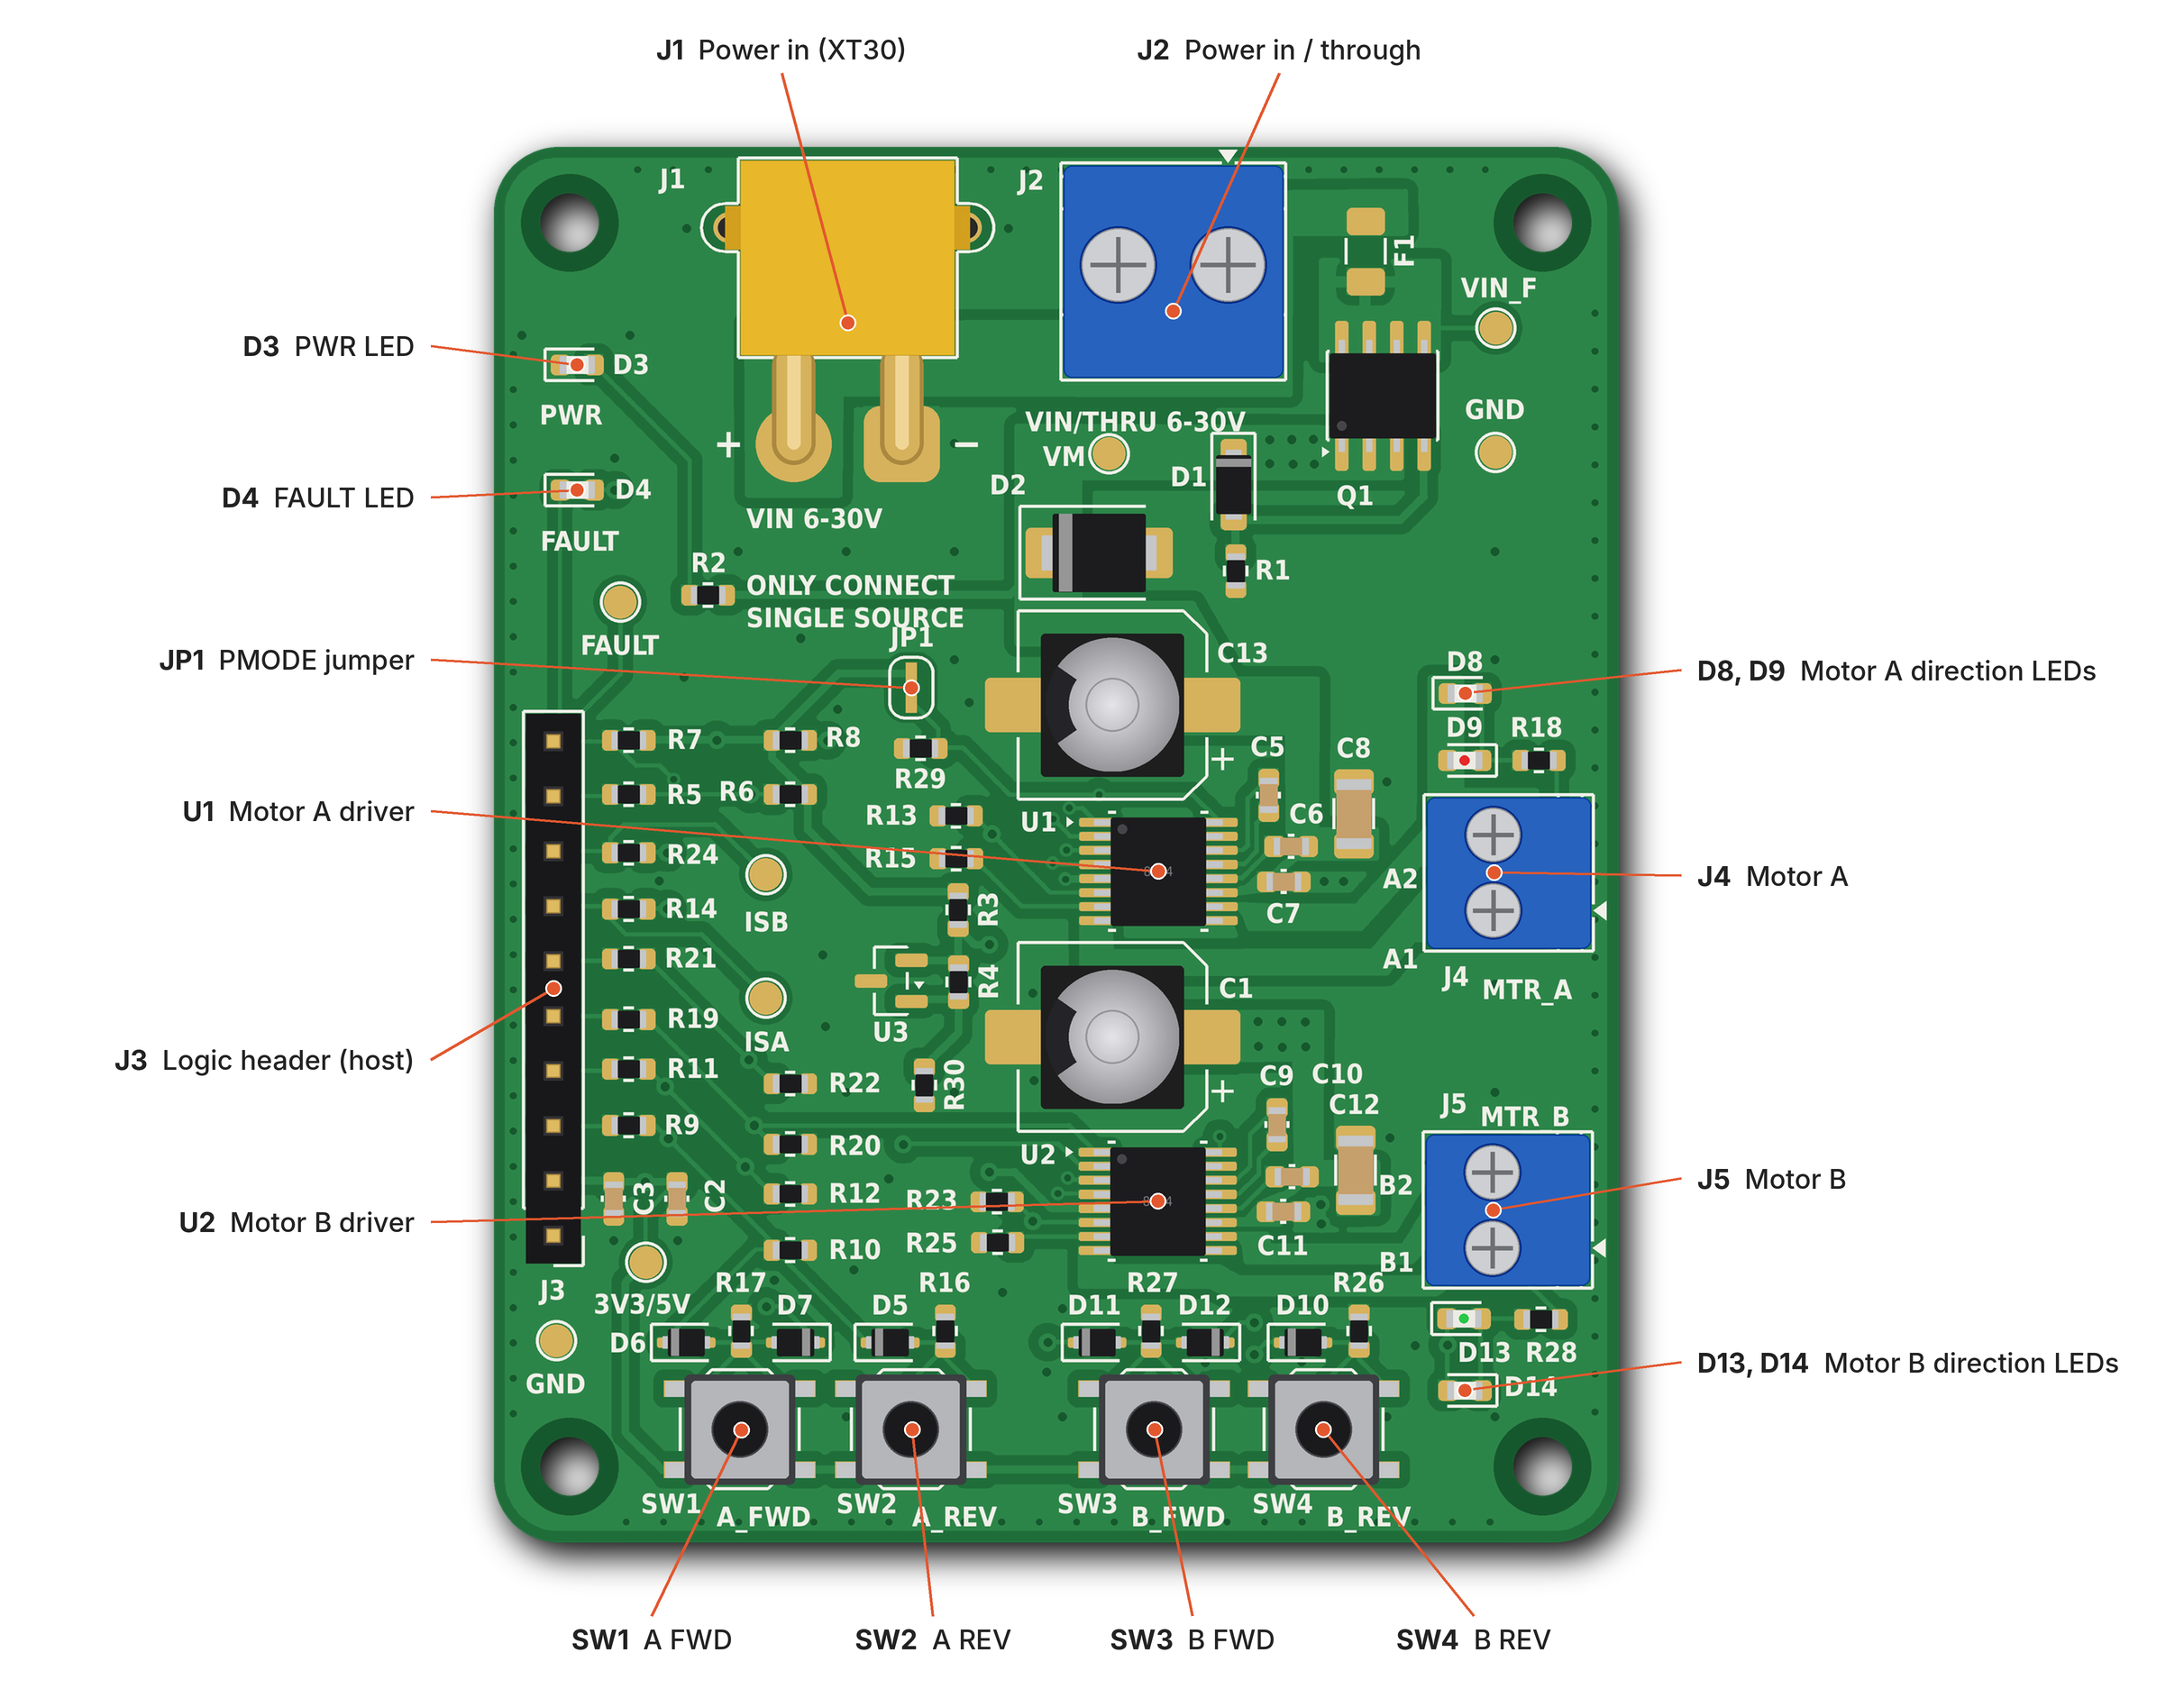 J1 Power in (XT30)
J2 Power in / through
J1
J2
F1
VIN_F
D3 PWR LED
D3
PWR
GND
+
−
VIN/THRU 6-30V
VM
D1
D2
Q1
D4 FAULT LED
D4
FAULT
VIN 6-30V
R2
R1
ONLY CONNECT
SINGLE SOURCE
FAULT
JP1
C13
JP1 PMODE jumper
D8
D8, D9 Motor A direction LEDs
D9
R18
R7
R8
R29
+
C5
C8
R5
R6
U1 Motor A driver
R13
U1
C6
R24
R15
A2
J4 Motor A
R14
ISB
R3
C7
R21
A1
J4
MTR_A
R4
C1
R19
U3
ISA
J3 Logic header (host)
R11
R22
R30
+
C9
C10
C12
J5
MTR_B
R9
R20
U2
J5 Motor B
C3
C2
R12
R23
B2
U2 Motor B driver
R10
R25
C11
B1
J3
3V3/5V
R17
R16
R27
R26
D6
D7
D5
D11
D12
D10
D13
R28
D13, D14 Motor B direction LEDs
GND
D14
SW1
A_FWD
SW2
A_REV
SW3
B_FWD
SW4
B_REV
SW1 A FWD
SW2 A REV
SW3 B FWD
SW4 B REV